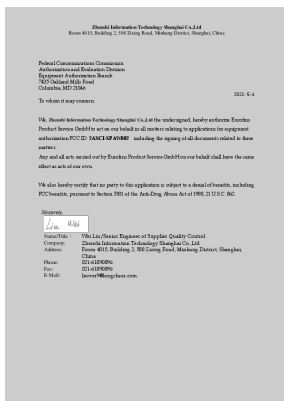 Zhenshi Information Technology Shanghai Co.,Ltd
Room 4015, Building 2, 588 Zixing Road, Minhang District, Shanghai, China
Federal Communications Commission
Authorization and Evaluation Division
Equipment Authorization Branch
7435 Oakland Mills Road
Columbia, MD 21046
2021-5-4
To whom it may concern:
We, Zhenshi Information Technology Shanghai Co.,Ltd the undersigned, hereby authorize Eurofins
Product Service GmbH to act on our behalf in all matters relating to applications for equipment
authorization FCC ID: including the signing of all documents related to these
matters.
Any and all acts carried out by Eurofins Product Service GmbH on our behalf shall have the same
effect as acts of our own.
We also hereby certify that no party to this application is subject to a denial of benefits, including
FCC benefits, pursuant to Section 5301 of the Anti-Drug Abuse Act of 1988, 21 U.S.C. 862.
Sincerely,
Lin Wei
Name/Title : Wei Lin/Senior Engineer of Supplier Quality Control
Company: Zhenshi Information Technology Shanghai Co.,Ltd
Address: Room 4015, Building 2, 588 Zixing Road, Minhang District, Shanghai,
China
Phone: 021-61090896
Fax: 021-61090896
E-Mail: linwei@longcheer.com